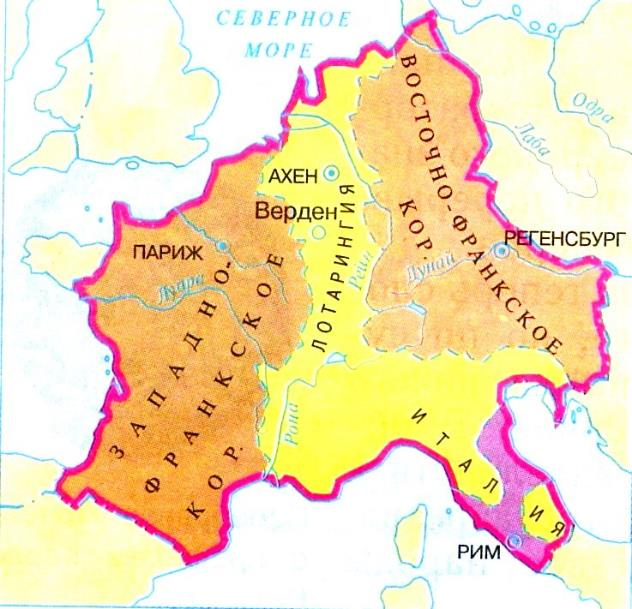 СЕВЕРНОЕ
МОРЕ
ВОСТОЧНО-ФРАНКСКОЕ
КОР.
Одра
Лаба
АХЕН
Верден
ЛОТАРИНГИЯ
Рейн
Дунай
РЕГЕНСБУРГ
ПАРИЖ
Луара
ЗАПАДНО-
ФРАНКСКОЕ
КОР.
Рона
ИТАЛИЯ
РИМ